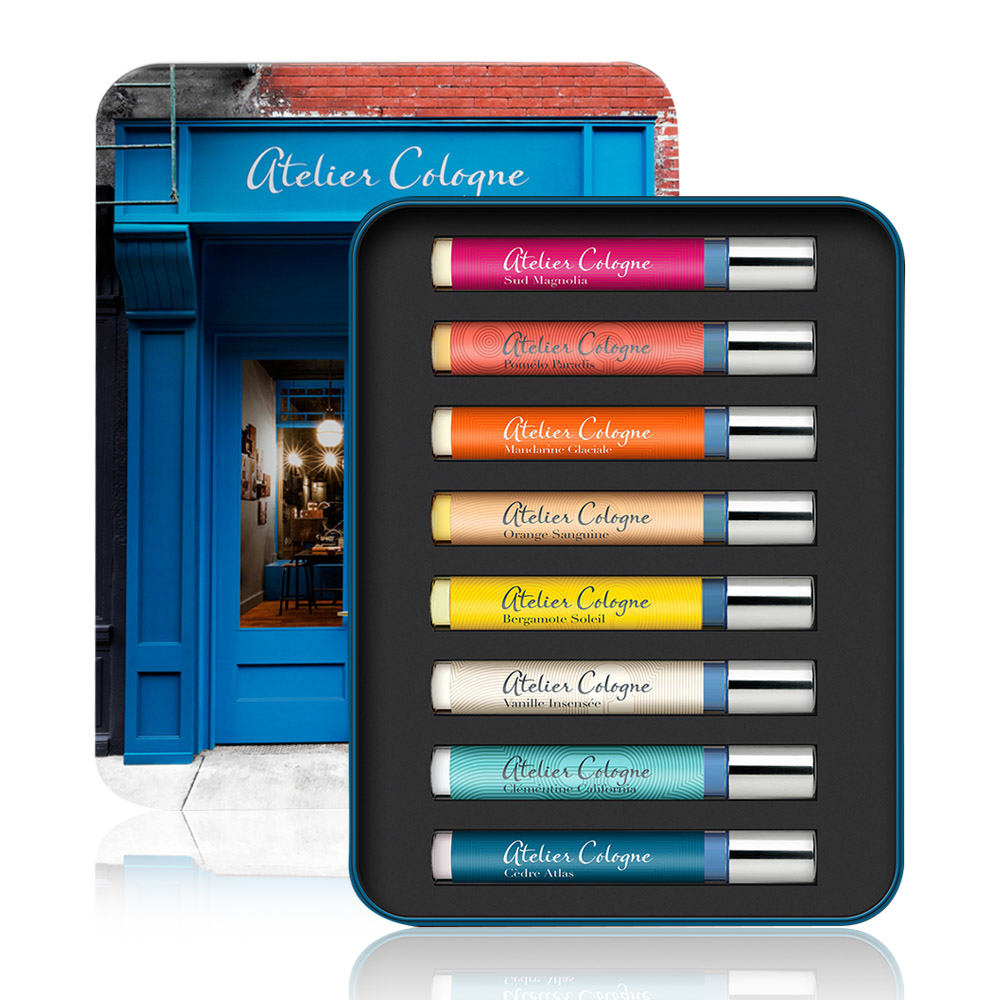 Atelier Cologne
Atelier Cologne
Sud Magnolia
Atelier Cologne
Pomélo Paradis
Atelier Cologne
Mandarine Glaciale
Atelier Cologne
Orange Sanguine
Atelier Cologne
Bergamote Soleil
Atelier Cologne
Vanille Insensée
Atelier Cologne
Clémentine California
Atelier Cologne
Cèdre Atlas